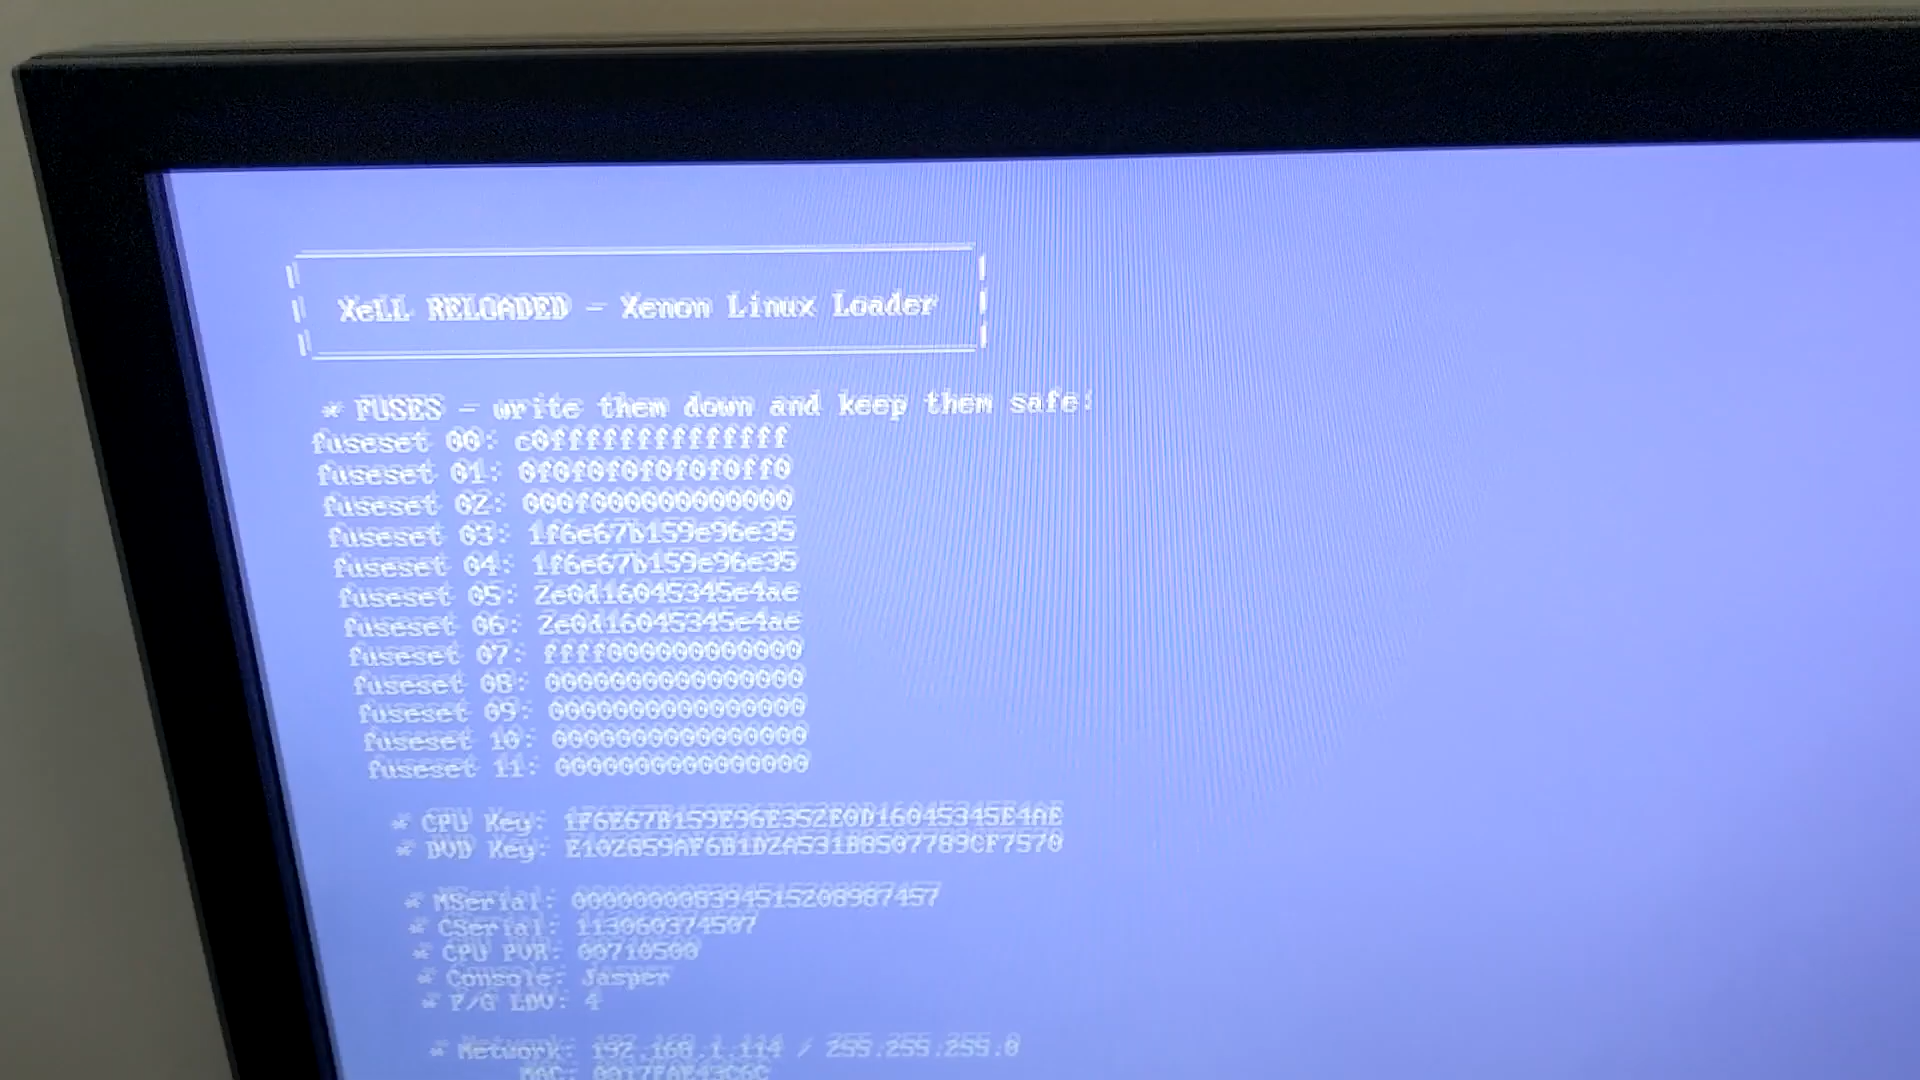 XeLL RELOADED - Xenon Linux Loader
* FUSES - write them down and keep them safe:
fuseset 00: c0ffffffffffffff
fuseset 01: 0f0f0f0f0f0f0ff0
fuseset 02: 000f000000000000
fuseset 03: 1f6e67b159e96e35
fuseset 04: 1f6e67b159e96e35
fuseset 05: 2e0d16045345e4ae
fuseset 06: 2e0d16045345e4ae
fuseset 07: ffff000000000000
fuseset 08: 0000000000000000
fuseset 09: 0000000000000000
fuseset 10: 0000000000000000
fuseset 11: 0000000000000000
* CPU Key: 1F6E67B159E96E352E0D16045345E4AE
* DVD Key: E102659AF6B1D2A531B8507789CF7570
* MSerial: 000000008394515208987457
* CSerial: 113060374507
* CPU PVR: 00710500
* Console: Jasper
* F/G LDV: 4
* Network: 192.168.1.114 / 255.255.255.0
MAC: 0017FAE43C6C